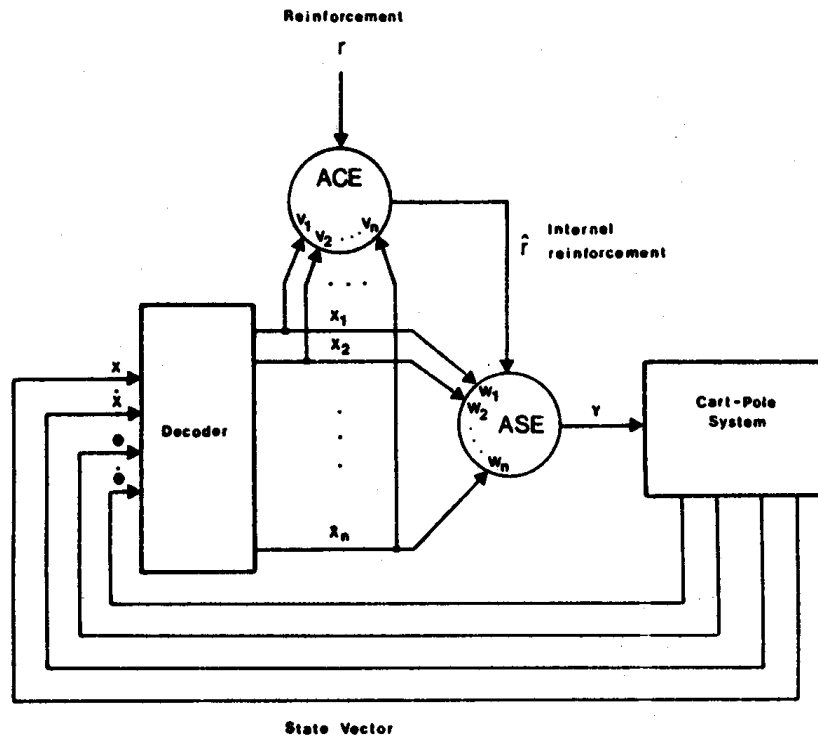 Reinforcement
r
ACE
v₁
v₂ ... vₙ
r̂
Internal
reinforcement
. . .
x₁
x₂
x
ẋ
θ
θ̇
Decoder
.
.
.
w₁
w₂
.
.
.
wₙ
ASE
y
Cart-Pole
System
xₙ
State Vector